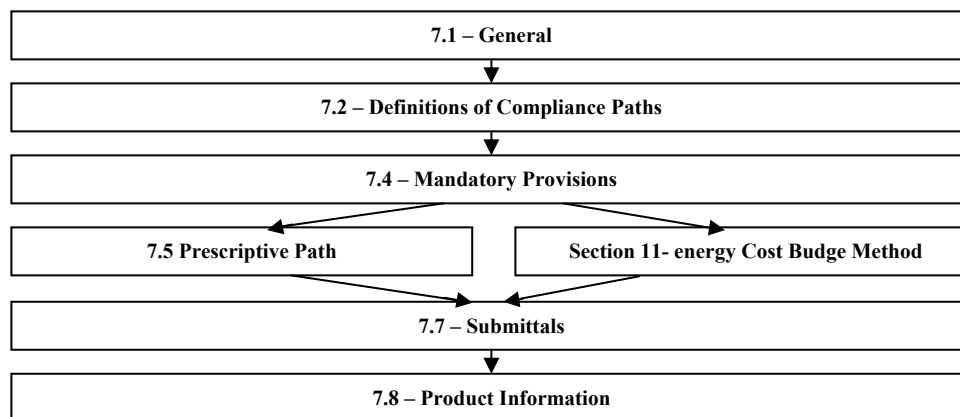 7.1 – General
7.2 – Definitions of Compliance Paths
7.4 – Mandatory Provisions
7.5 Prescriptive Path
Section 11- energy Cost Budget Method
7.7 – Submittals
7.8 – Product Information